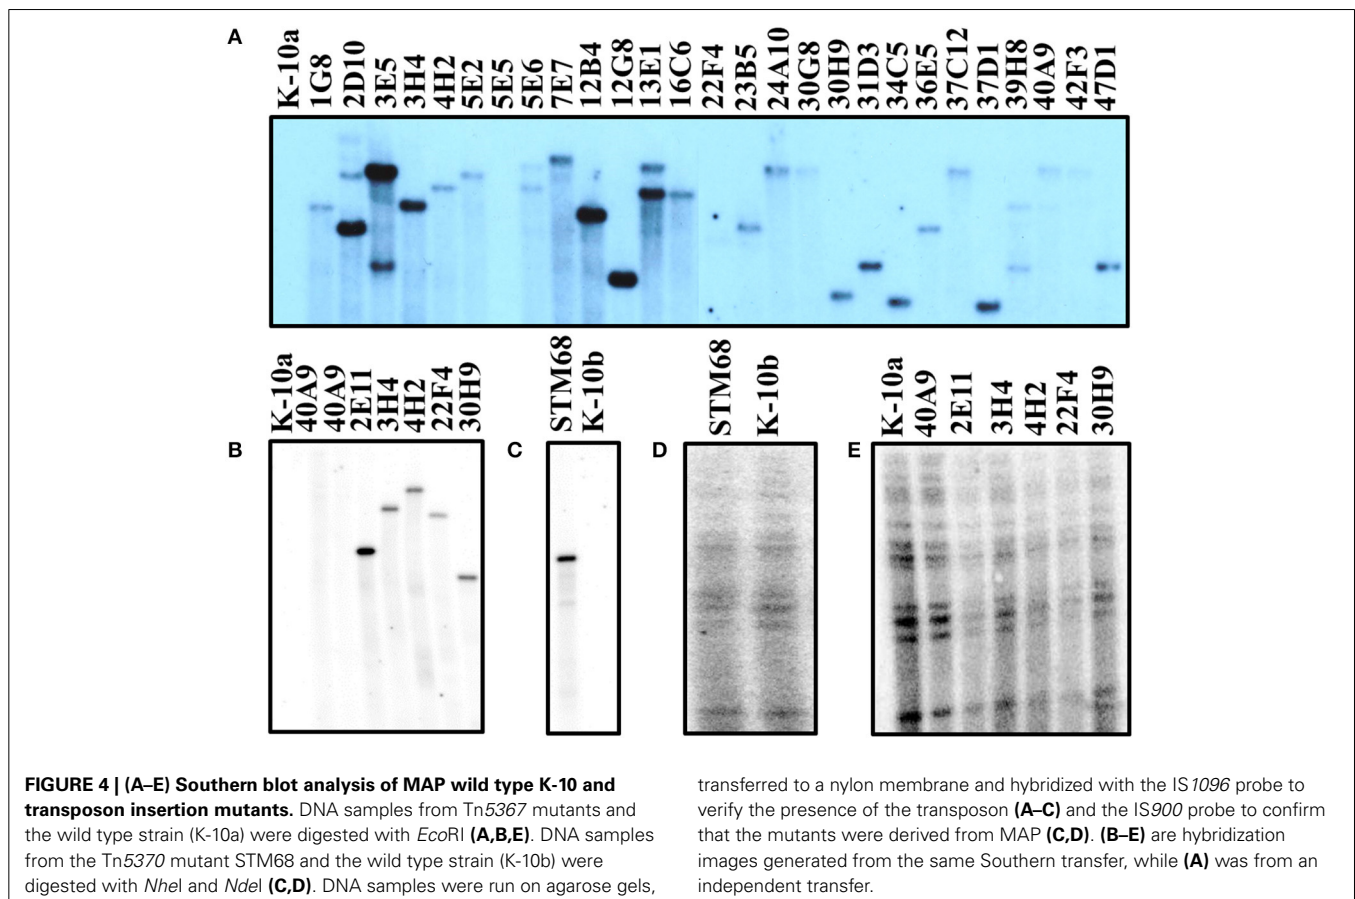 A
K-10a 1G8 2D10 3E5 3H4 4H2 5E2 5E5 5E6 7E7 12B4 12G8 13E1 16C6 22F4 23B5 24A10 30G8 30H9 31D3 34C5 36E5 37C12 37D1 39H8 40A9 42F3 47D1
B
K-10a 40A9 40A9 2E11 3H4 4H2 22F4 30H9
C
STM68 K-10b
D
STM68 K-10b
E
K-10a 40A9 2E11 3H4 4H2 22F4 30H9
FIGURE 4 | (A–E) Southern blot analysis of MAP wild type K-10 and
transposon insertion mutants. DNA samples from Tn5367 mutants and
the wild type strain (K-10a) were digested with EcoRI (A,B,E). DNA samples
from the Tn5370 mutant STM68 and the wild type strain (K-10b) were
digested with NheI and NdeI (C,D). DNA samples were run on agarose gels,
transferred to a nylon membrane and hybridized with the IS1096 probe to
verify the presence of the transposon (A–C) and the IS900 probe to confirm
that the mutants were derived from MAP (C,D). (B–E) are hybridization
images generated from the same Southern transfer, while (A) was from an
independent transfer.